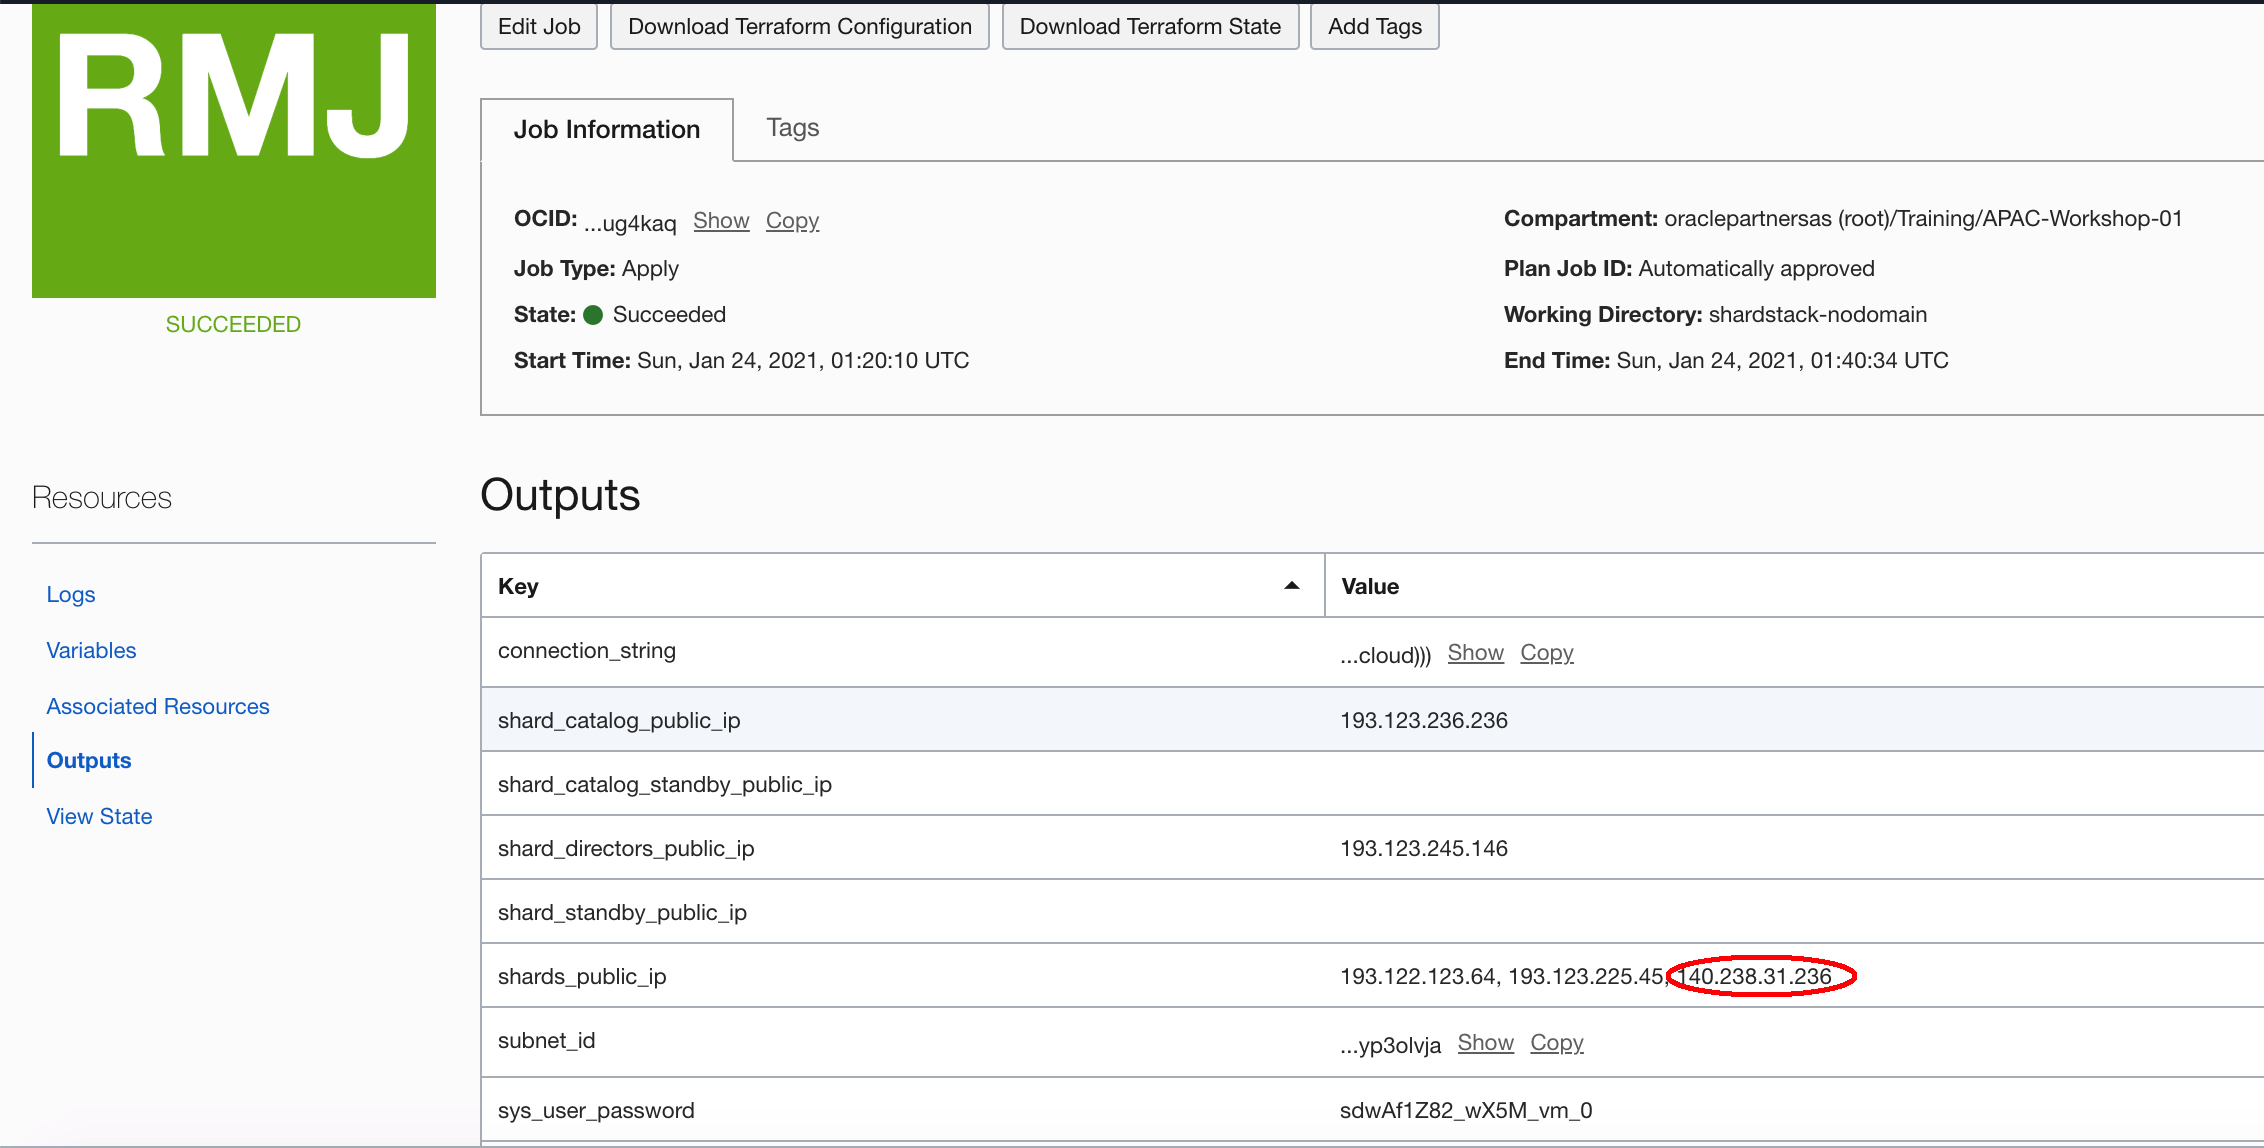 RMJ
SUCCEEDED
Edit Job
Download Terraform Configuration
Download Terraform State
Add Tags
Job Information
Tags
OCID: ...ug4kaq Show Copy
Job Type: Apply
State: Succeeded
Start Time: Sun, Jan 24, 2021, 01:20:10 UTC
Compartment: oraclepartnersas (root)/Training/APAC-Workshop-01
Plan Job ID: Automatically approved
Working Directory: shardstack-nodomain
End Time: Sun, Jan 24, 2021, 01:40:34 UTC
Resources
Logs
Variables
Associated Resources
Outputs
View State
Outputs
Key Value
connection_string ...cloud))) Show Copy
shard_catalog_public_ip 193.123.236.236
shard_catalog_standby_public_ip
shard_directors_public_ip 193.123.245.146
shard_standby_public_ip
shards_public_ip 193.122.123.64, 193.123.225.45, 140.238.31.236
subnet_id ...yp3olvja Show Copy
sys_user_password sdwAf1Z82_wX5M_vm_0